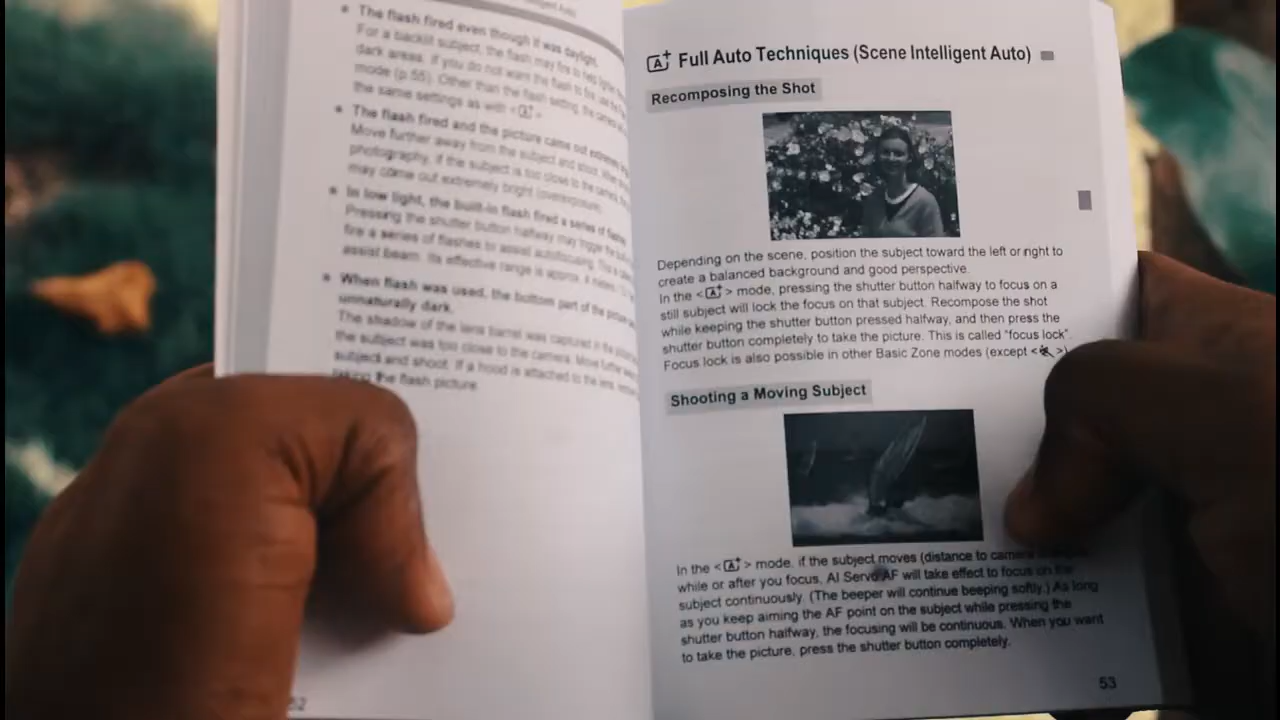 The flash fired even though it was daylight.
For a backlit subject, the flash may fire to help lighten
dark areas. If you do not want the flash to fire, use the
mode (p.55). Other than the flash setting, the camera
the same settings as with <A+>.
The flash fired and the picture came out extremely
Move further away from the subject and shoot. When
photography, if the subject is too close to the camera,
may come out extremely bright (overexposure).
In low light, the built-in flash fired a series of flashes.
Pressing the shutter button halfway may trigger the
fire a series of flashes to assist autofocusing. This is
assist beam. Its effective range is approx. 4 meters
When flash was used, the bottom part of the picture
unnaturally dark.
The shadow of the lens barrel was captured in the
the subject was too close to the camera. Move further
subject and shoot. If a hood is attached to the lens,
taking the flash picture.
A+ Full Auto Techniques (Scene Intelligent Auto)
Recomposing the Shot
Depending on the scene, position the subject toward the left or right to
create a balanced background and good perspective.
In the <A+> mode, pressing the shutter button halfway to focus on a
still subject will lock the focus on that subject. Recompose the shot
while keeping the shutter button pressed halfway, and then press the
shutter button completely to take the picture. This is called "focus lock".
Focus lock is also possible in other Basic Zone modes (except < >).
Shooting a Moving Subject
In the <A+> mode, if the subject moves (distance to camera
while or after you focus, AI Servo AF will take effect to focus on the
subject continuously. (The beeper will continue beeping softly.) As long
as you keep aiming the AF point on the subject while pressing the
shutter button halfway, the focusing will be continuous. When you want
to take the picture, press the shutter button completely.
53